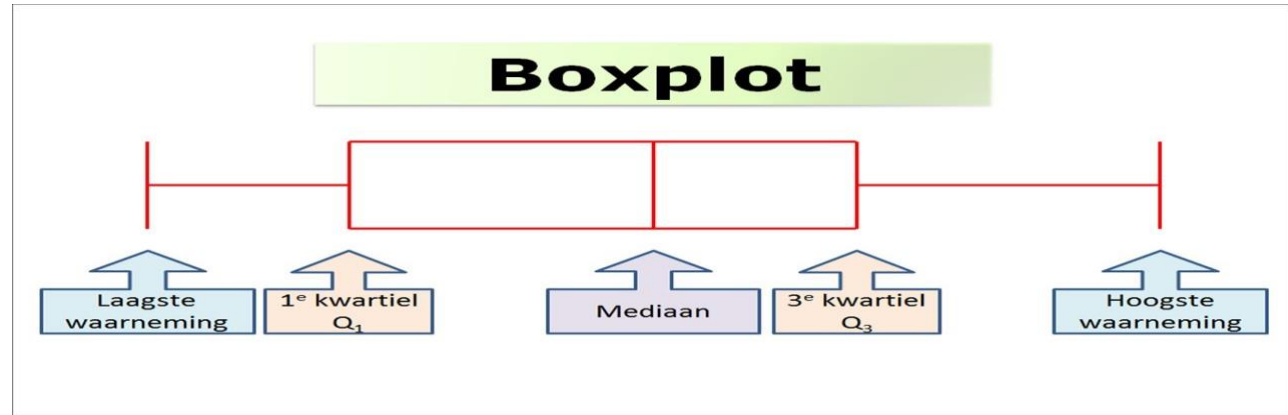 Boxplot
Laagste
waarneming
1e kwartiel
Q1
Mediaan
3e kwartiel
Q3
Hoogste
waarneming